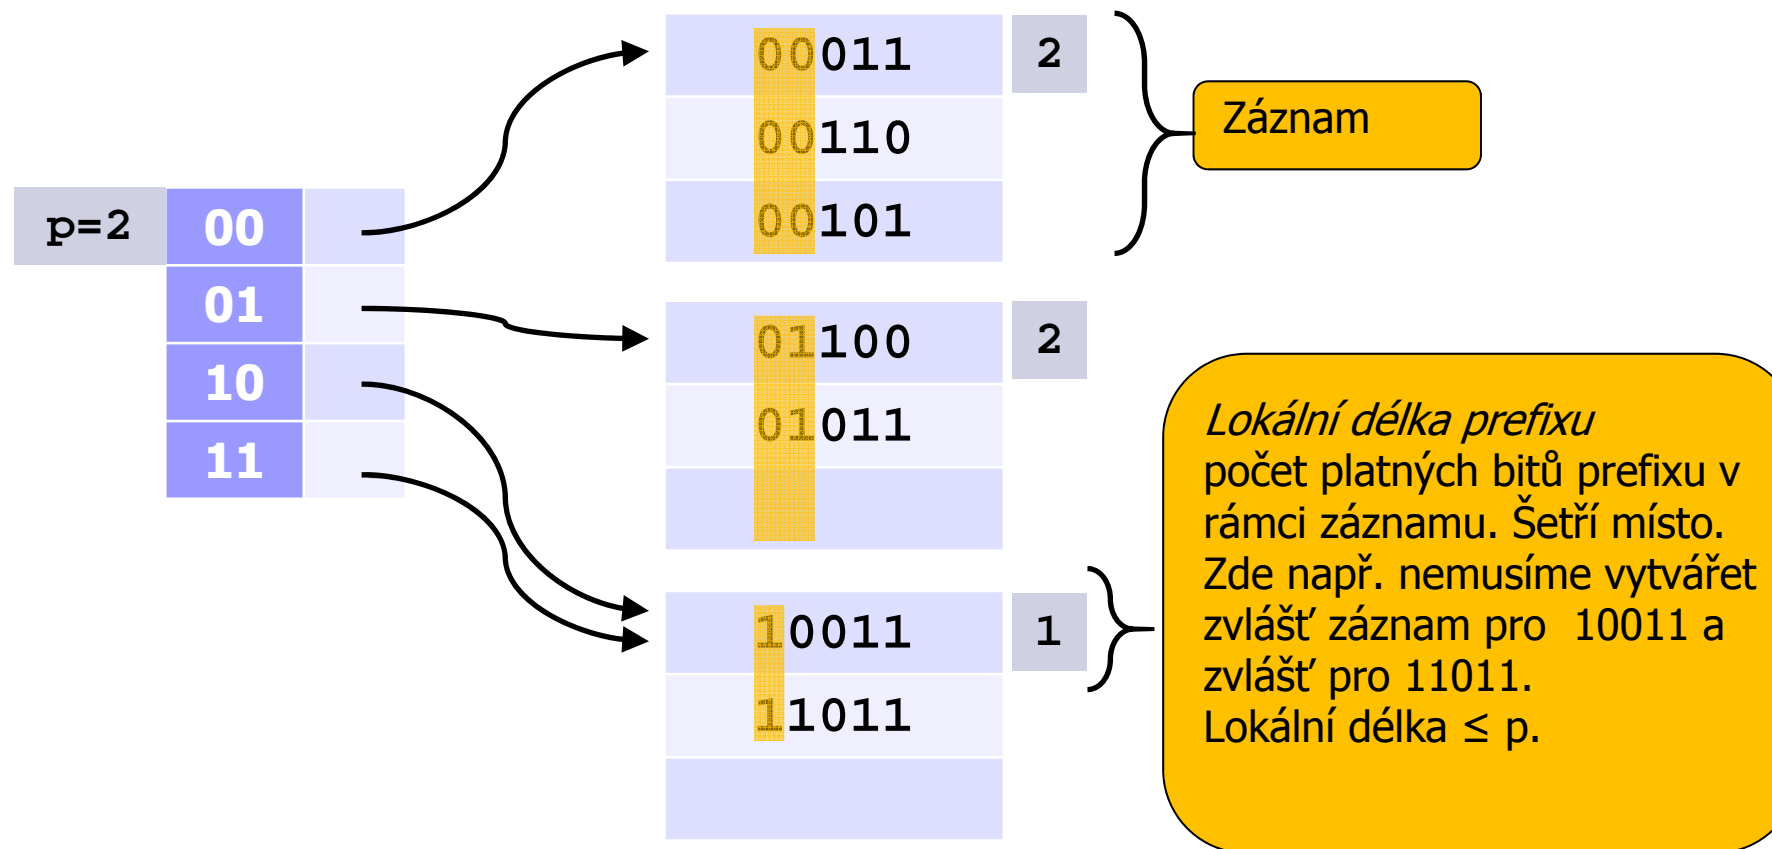 p=2
00
01
10
11
00011
2
00110
00101
Záznam
01100
2
01011
10011
1
11011
Lokální délka prefixu
počet platných bitů prefixu v
rámci záznamu. Šetří místo.
Zde např. nemusíme vytvářet
zvlášť záznam pro 10011 a
zvlášť pro 11011.
Lokální délka ≤ p.